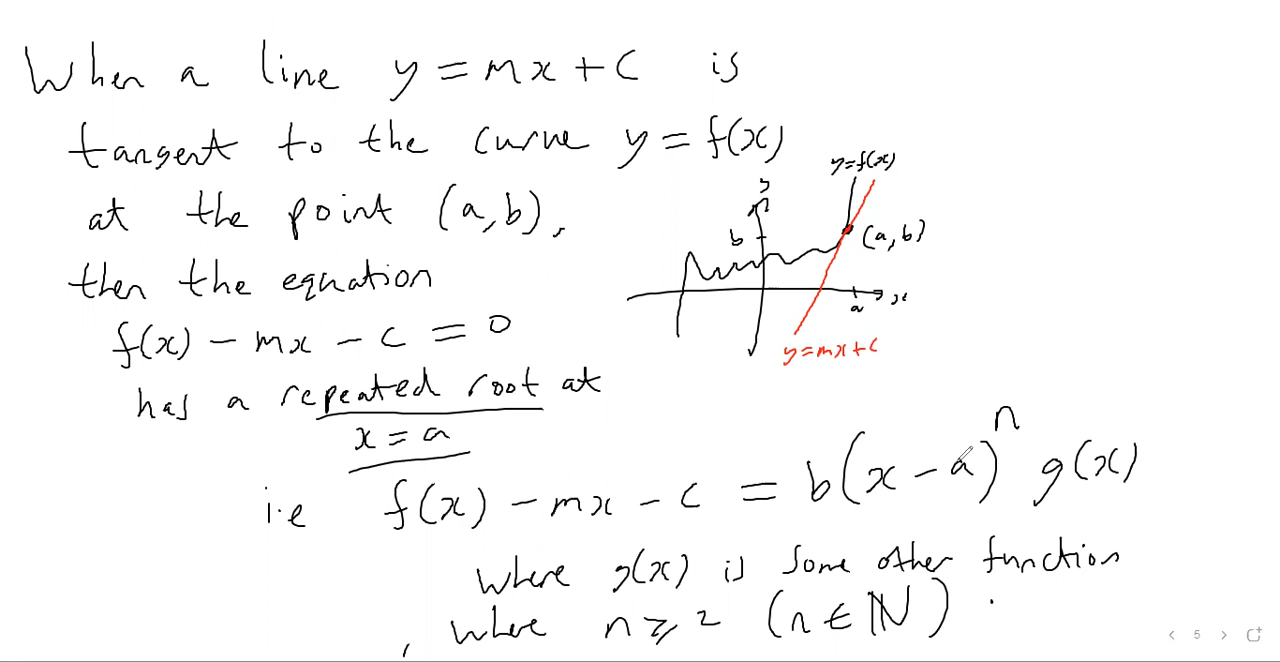 When a line y = mx + c is
tangent to the curve y = f(x)
at the point (a,b),
then the equation
f(x) - mx - c = 0
has a repeated root at
x = a
i.e f(x) - mx - c = b(x - a)^n g(x)
where g(x) is some other function
, where n ⩾ 2 (n ∈ ℕ).
y=f(x)
y
b
(a,b)
a
x
y=mx+c
5